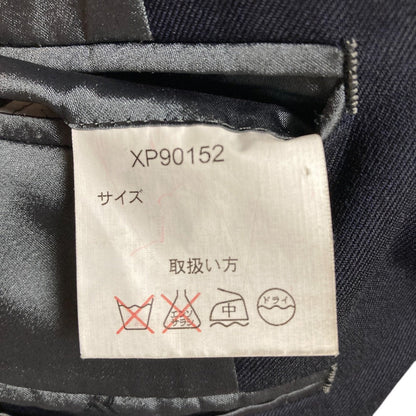 XP90152
サイズ
取扱い方
エンソ
サラシ
中
ドライ